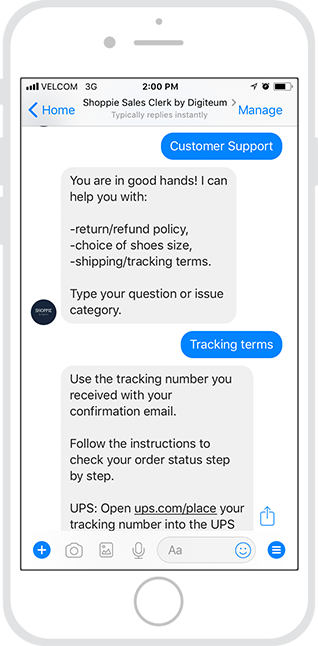 VELCOM 3G 2:00 PM
Home Shoppie Sales Clerk by Digiteum Manage
Typically replies instantly
Customer Support
You are in good hands! I can
help you with:
-return/refund policy,
-choice of shoes size,
-shipping/tracking terms.
Type your question or issue
category.
SHOPPIE
Tracking terms
Use the tracking number you
received with your
confirmation email.
Follow the instructions to
check your order status step
by step.
UPS: Open ups.com/place your
tracking number into the UPS
Aa